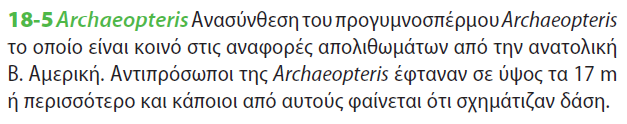 18-5 Archaeopteris Ανασύνθεση του προγυμνοσπέρμου Archaeopteris
το οποίο είναι κοινό στις αναφορές απολιθωμάτων από την ανατολική
Β. Αμερική. Αντιπρόσωποι της Archaeopteris έφταναν σε ύψος τα 17 m
ή περισσότερο και κάποιοι από αυτούς φαίνεται ότι σχημάτιζαν δάση.